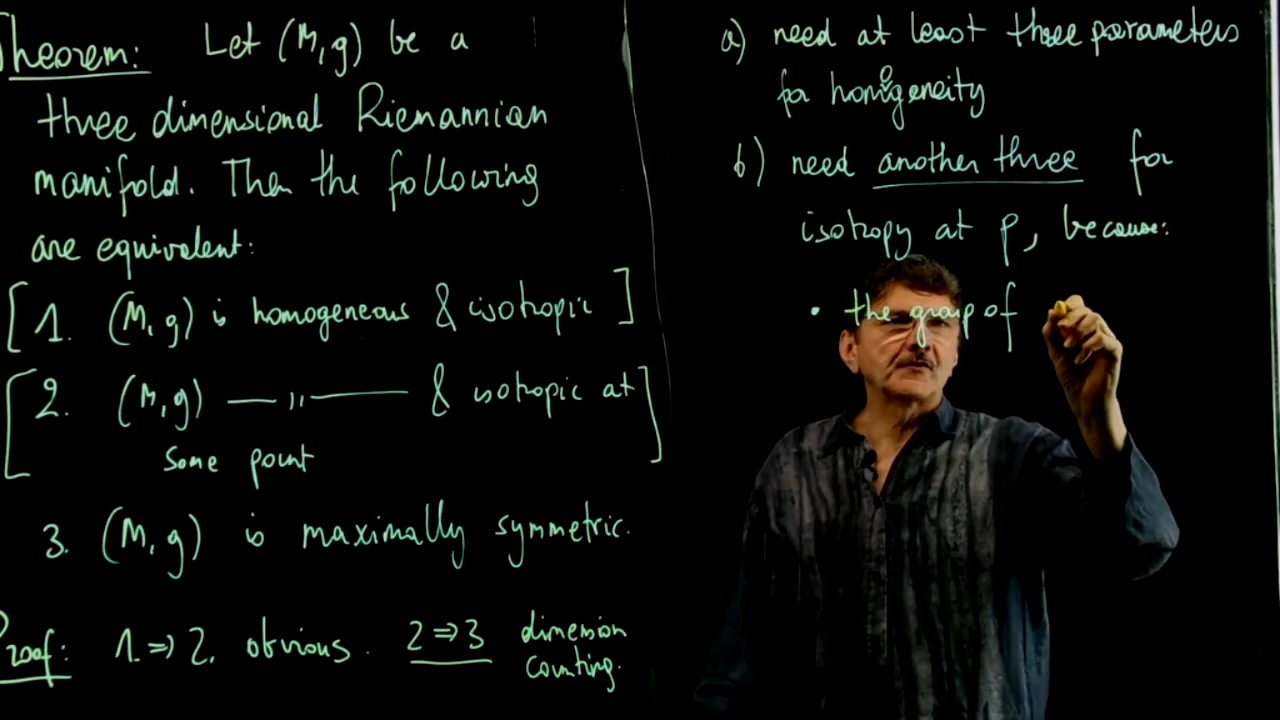 Theorem: Let (M,g) be a
three dimensional Riemannian
manifold. Then the following
are equivalent:
[1. (M,g) is homogeneous & isotropic]
[2. (M,g) — " — & isotropic at
some point]
3. (M,g) is maximally symmetric.
Proof: 1.⇒2. obvious. 2⇒3 dimension
counting.
a) need at least three parameters
for homogeneity
b) need another three for
isotropy at p, because:
• the group of